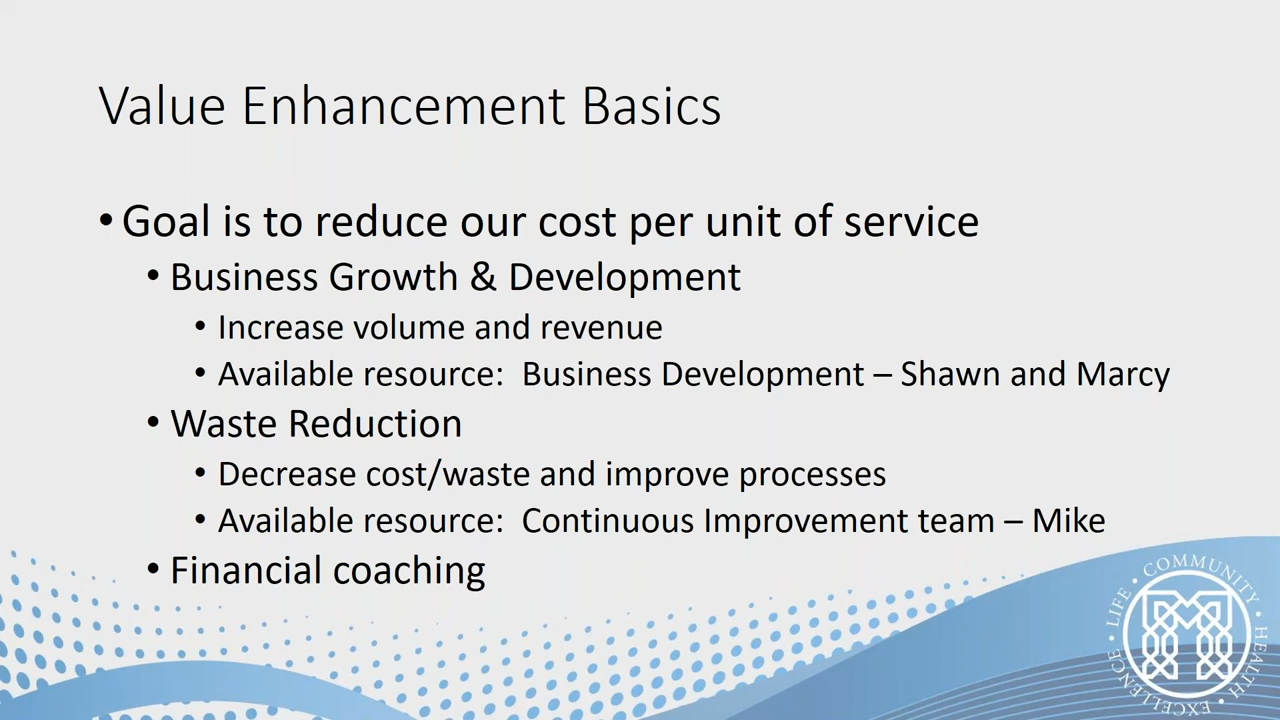 Value Enhancement Basics
• Goal is to reduce our cost per unit of service
• Business Growth & Development
• Increase volume and revenue
• Available resource:  Business Development – Shawn and Marcy
• Waste Reduction
• Decrease cost/waste and improve processes
• Available resource:  Continuous Improvement team – Mike
• Financial coaching
LIFE • COMMUNITY • HEALTH • EXCELLENCE •